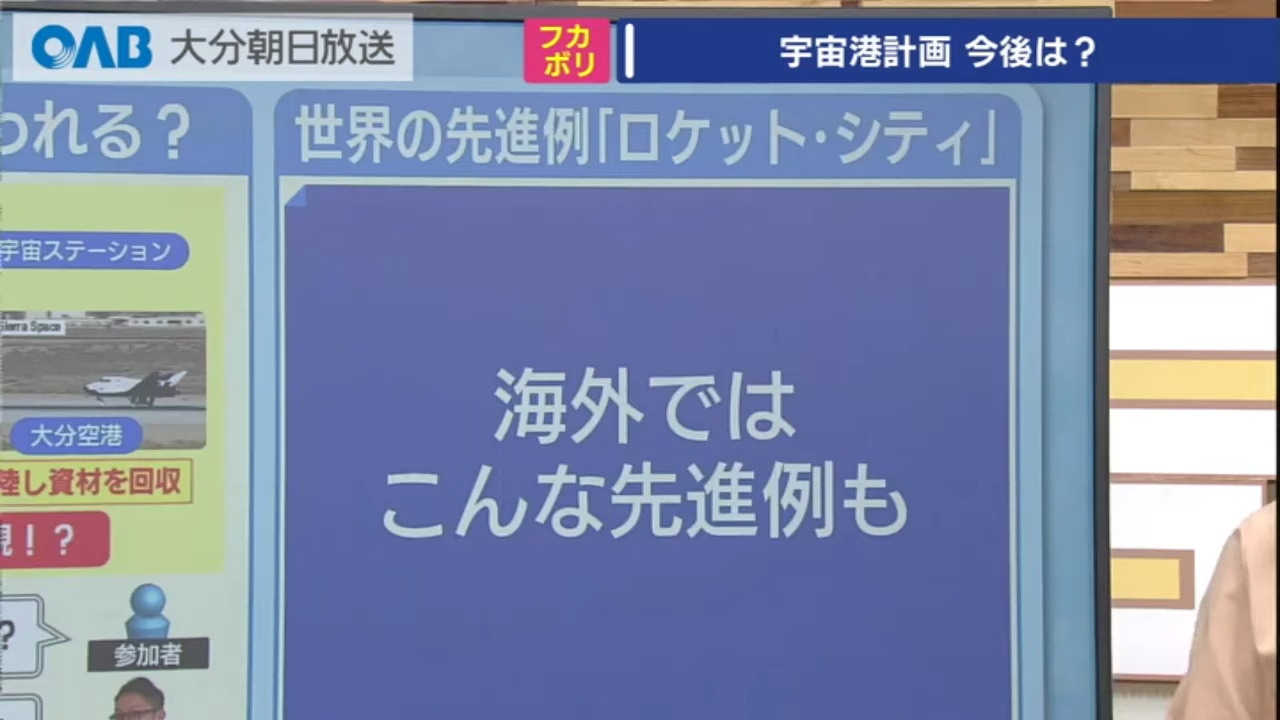 OAB 大分朝日放送
フカ
ボリ
宇宙港計画 今後は？
われる？
世界の先進例「ロケット・シティ」
宇宙ステーション
Sierra Space
大分空港
陸し資材を回収
！？
？
参加者
海外では
こんな先進例も